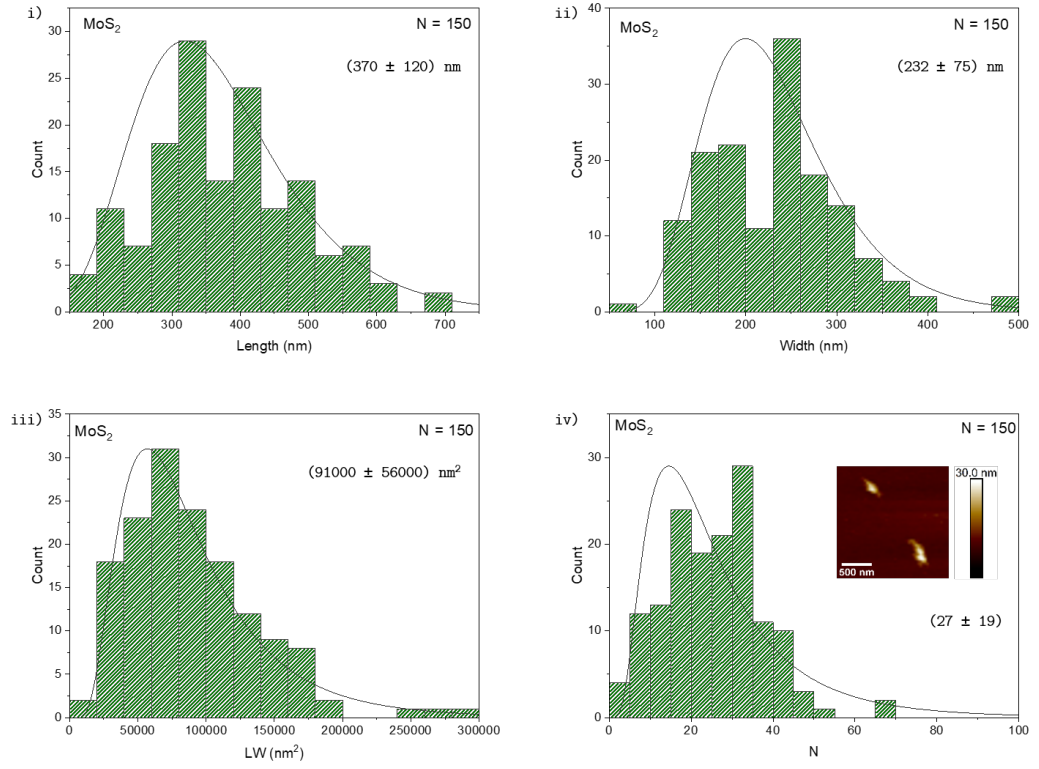 i)
MoS₂
N = 150
(370 ± 120) nm
Count
30
25
20
15
10
5
0
200 300 400 500 600 700
Length (nm)
ii)
MoS₂
N = 150
(232 ± 75) nm
Count
40
30
20
10
0
100 200 300 400 500
Width (nm)
iii)
MoS₂
N = 150
(91000 ± 56000) nm²
Count
35
30
25
20
15
10
5
0
0 50000 100000 150000 200000 250000 300000
LW (nm²)
iv)
MoS₂
N = 150
30.0 nm
500 nm
(27 ± 19)
Count
30
20
10
0
0 20 40 60 80 100
N